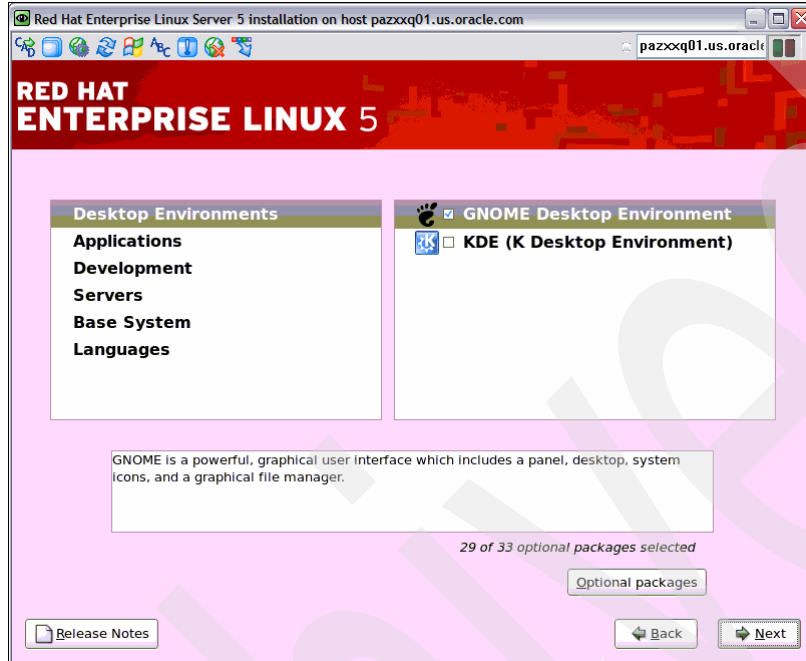 Red Hat Enterprise Linux Server 5 installation on host pazxxq01.us.oracle.com
pazxxq01.us.oracle
RED HAT
ENTERPRISE LINUX 5
Desktop Environments
Applications
Development
Servers
Base System
Languages
GNOME Desktop Environment
KDE (K Desktop Environment)
GNOME is a powerful, graphical user interface which includes a panel, desktop, system
icons, and a graphical file manager.
29 of 33 optional packages selected
Optional packages
Release Notes
Back
Next